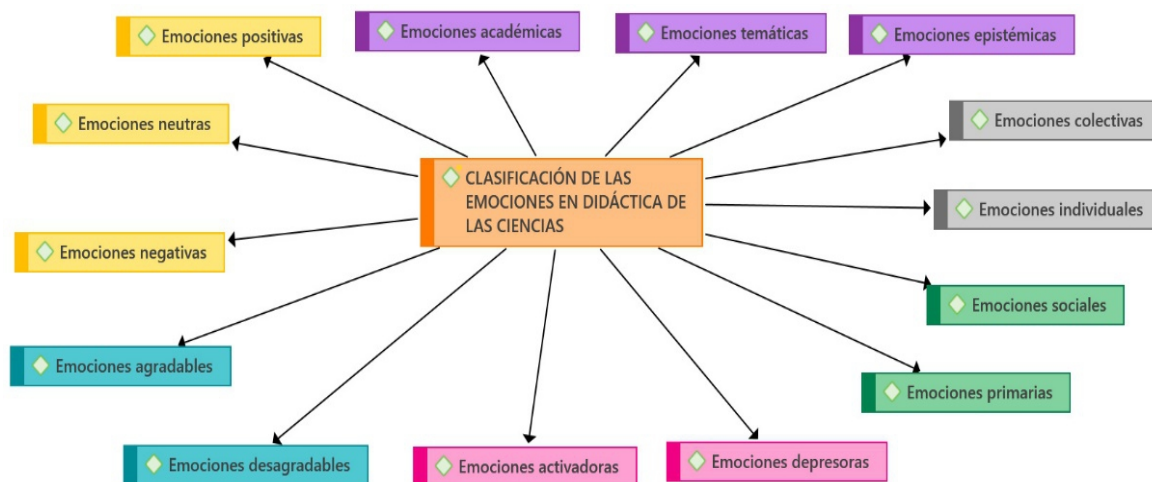 Emociones positivas
Emociones académicas
Emociones temáticas
Emociones epistémicas
Emociones neutras
Emociones colectivas
CLASIFICACIÓN DE LAS
EMOCIONES EN DIDÁCTICA DE
LAS CIENCIAS
Emociones individuales
Emociones negativas
Emociones sociales
Emociones agradables
Emociones primarias
Emociones desagradables
Emociones activadoras
Emociones depresoras